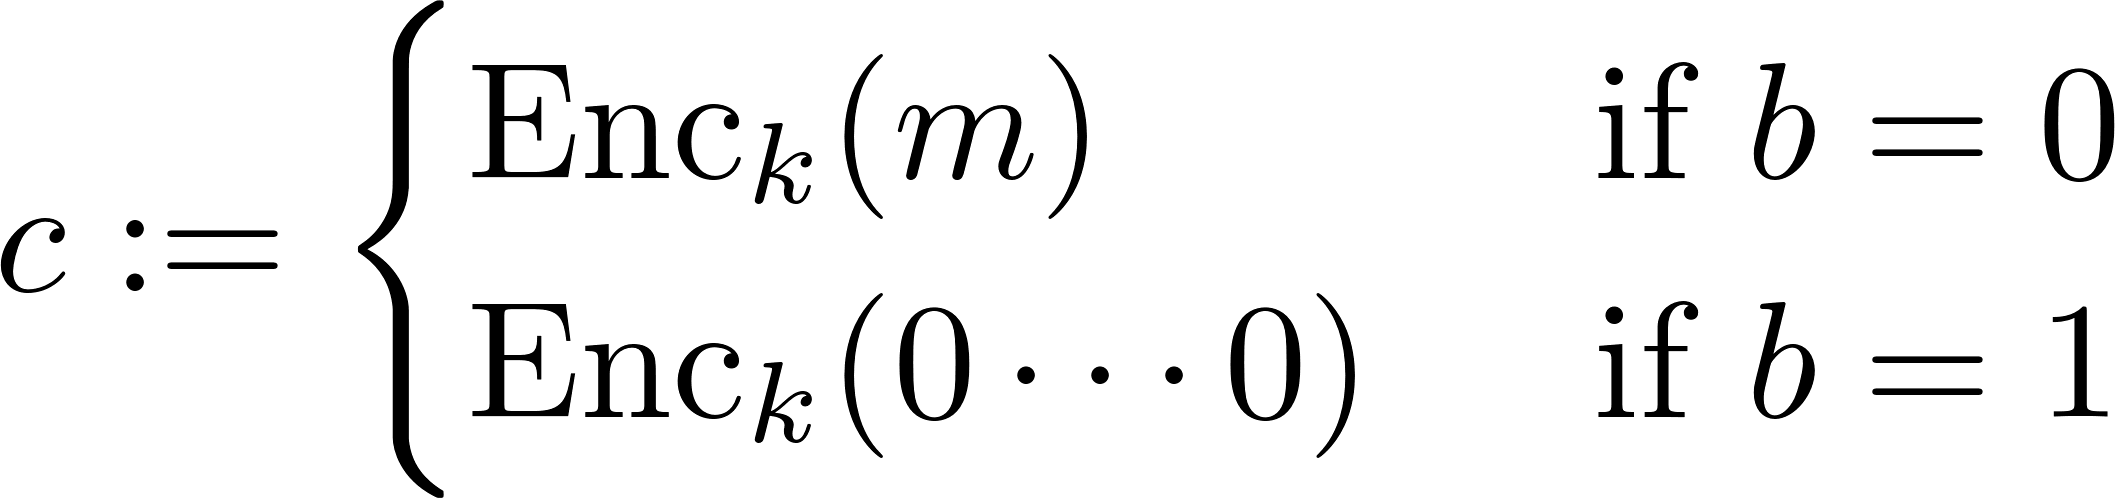 c := { Enc_k(m) if b = 0
Enc_k(0 · · · 0) if b = 1